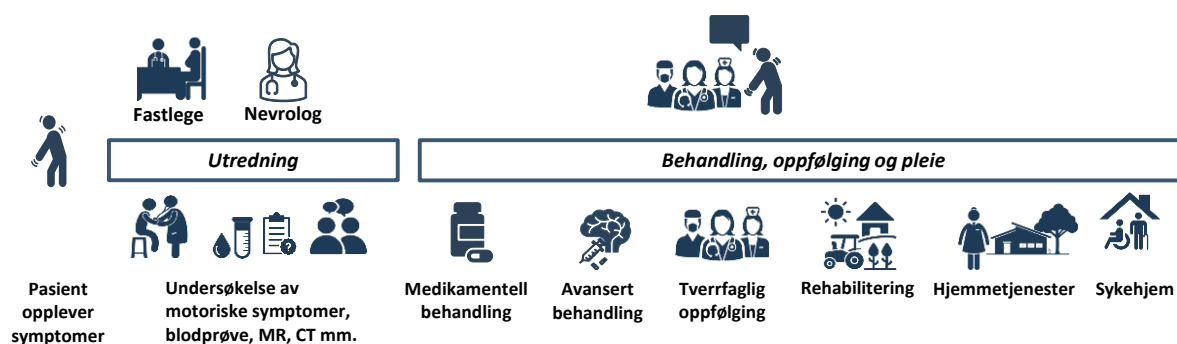 Fastlege
Nevrolog
Utredning
Behandling, oppfølging og pleie
Pasient
opplever
symptomer
Undersøkelse av
motoriske symptomer,
blodprøve, MR, CT mm.
Medikamentell
behandling
Avansert
behandling
Tverrfaglig
oppfølging
Rehabilitering
Hjemmetjenester
Sykehjem